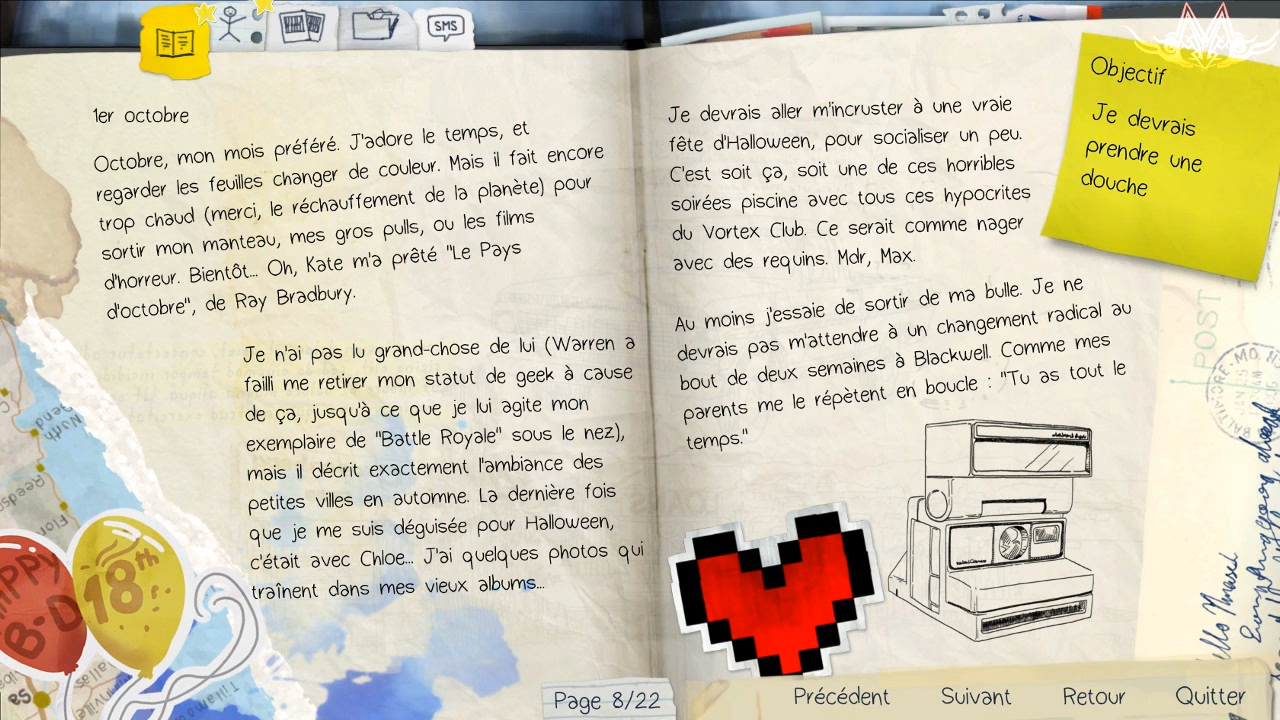 SMS
1er octobre
Octobre, mon mois préféré. J'adore le temps, et
regarder les feuilles changer de couleur. Mais il fait encore
trop chaud (merci, le réchauffement de la planète) pour
sortir mon manteau, mes gros pulls, ou les films
d'horreur. Bientôt... Oh, Kate m'a prêté "Le Pays
d'octobre", de Ray Bradbury.
Je n'ai pas lu grand-chose de lui (Warren a
failli me retirer mon statut de geek à cause
de ça, jusqu'à ce que je lui agite mon
exemplaire de "Battle Royale" sous le nez),
mais il décrit exactement l'ambiance des
petites villes en automne. La dernière fois
que je me suis déguisée pour Halloween,
c'était avec Chloe... J'ai quelques photos qui
traînent dans mes vieux albums...
Je devrais aller m'incruster à une vraie
fête d'Halloween, pour socialiser un peu.
C'est soit ça, soit une de ces horribles
soirées piscine avec tous ces hypocrites
du Vortex Club. Ce serait comme nager
avec des requins. Mdr, Max.
Au moins j'essaie de sortir de ma bulle. Je ne
devrais pas m'attendre à un changement radical au
bout de deux semaines à Blackwell. Comme mes
parents me le répètent en boucle : "Tu as tout le
temps."
Objectif
Je devrais
prendre une
douche
POST
North
Bend
18th
B-D
Page 8/22
Précédent
Suivant
Retour
Quitter